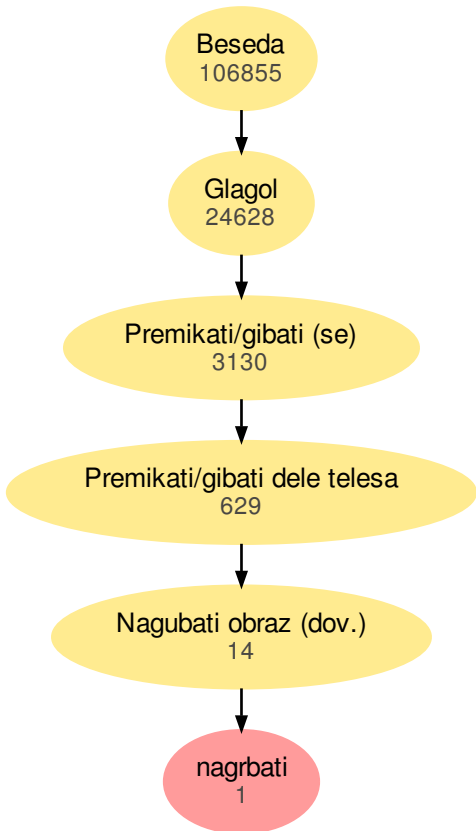 Beseda
106855
Glagol
24628
Premikati/gibati (se)
3130
Premikati/gibati dele telesa
629
Nagubati obraz (dov.)
14
nagrbati
1